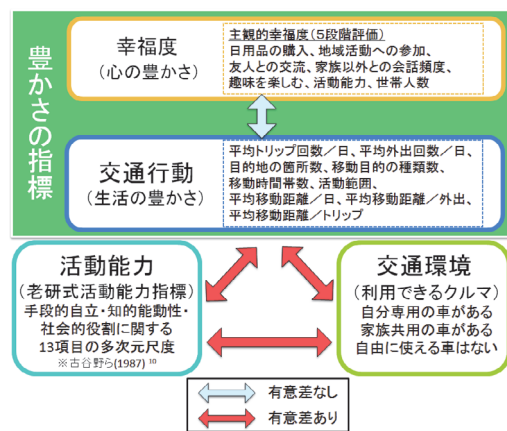 豊かさの指標
幸福度
(心の豊かさ)
主観的幸福度(5段階評価)
日用品の購入、地域活動への参加、
友人との交流、家族以外との会話頻度、
趣味を楽しむ、活動能力、世帯人数
交通行動
(生活の豊かさ)
平均トリップ回数/日、平均外出回数/日、
目的地の箇所数、移動目的の種類数、
移動時間帯数、活動範囲、
平均移動距離/日、平均移動距離/外出、
平均移動距離/トリップ
活動能力
(老研式活動能力指標)
手段的自立・知的能動性・
社会的役割に関する
13項目の多次元尺度
※古谷野ら(1987) 10
交通環境
(利用できるクルマ)
自分専用の車がある
家族共用の車がある
自由に使える車はない
有意差なし
有意差あり